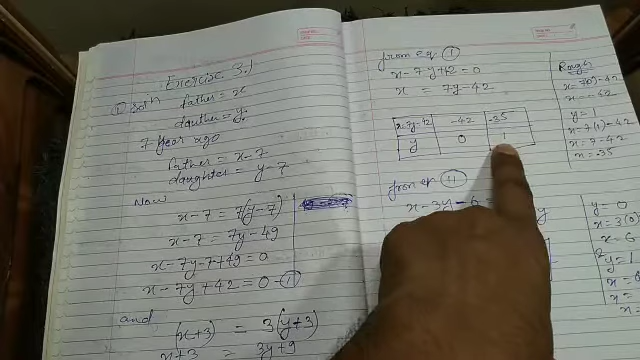 Exercise 3.1
① Soln father = x
daughter = y.
7 year ago
father = x-7
daughter = y-7
Now
x-7 = 7(y-7)
x-7 = 7y-49
x-7y-7+49=0
x-7y+42=0 -①
and
(x+3) = 3(y+3)
x+3 = 3y+9
from eq ①
x-7y+42=0
x = 7y-42
x=7y-42 -42 -35
y 0 1
from eq ⑪
x-3y-6
y
Rough
x=7(0)-42
x=-42
y=1
x=7(1)-42
x=7-42
x=-35
y=0
x=3(0)
x=6
y=1